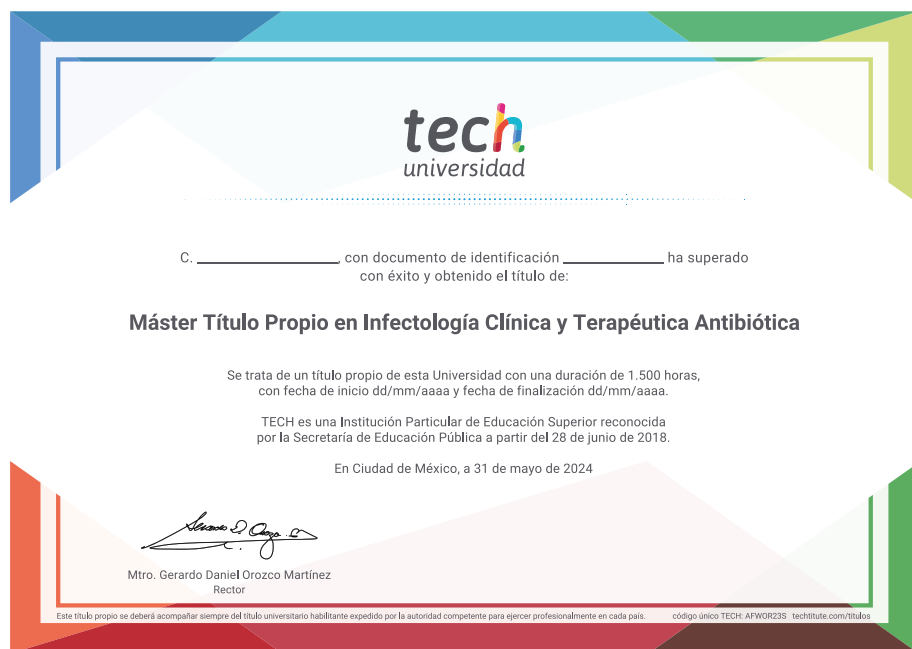 tech
universidad
C. ____________, con documento de identificación ____________ ha superado
con éxito y obtenido el título de:
Máster Título Propio en Infectología Clínica y Terapéutica Antibiótica
Se trata de un título propio de esta Universidad con una duración de 1.500 horas,
con fecha de inicio dd/mm/aaaa y fecha de finalización dd/mm/aaaa.
TECH es una Institución Particular de Educación Superior reconocida
por la Secretaría de Educación Pública a partir del 28 de junio de 2018.
En Ciudad de México, a 31 de mayo de 2024
Mtro. Gerardo Daniel Orozco Martínez
Rector
Este título propio se deberá acompañar siempre del título universitario habilitante expedido por la autoridad competente para ejercer profesionalmente en cada país. código único TECH: AFWOR23S techtitute.com/titulos